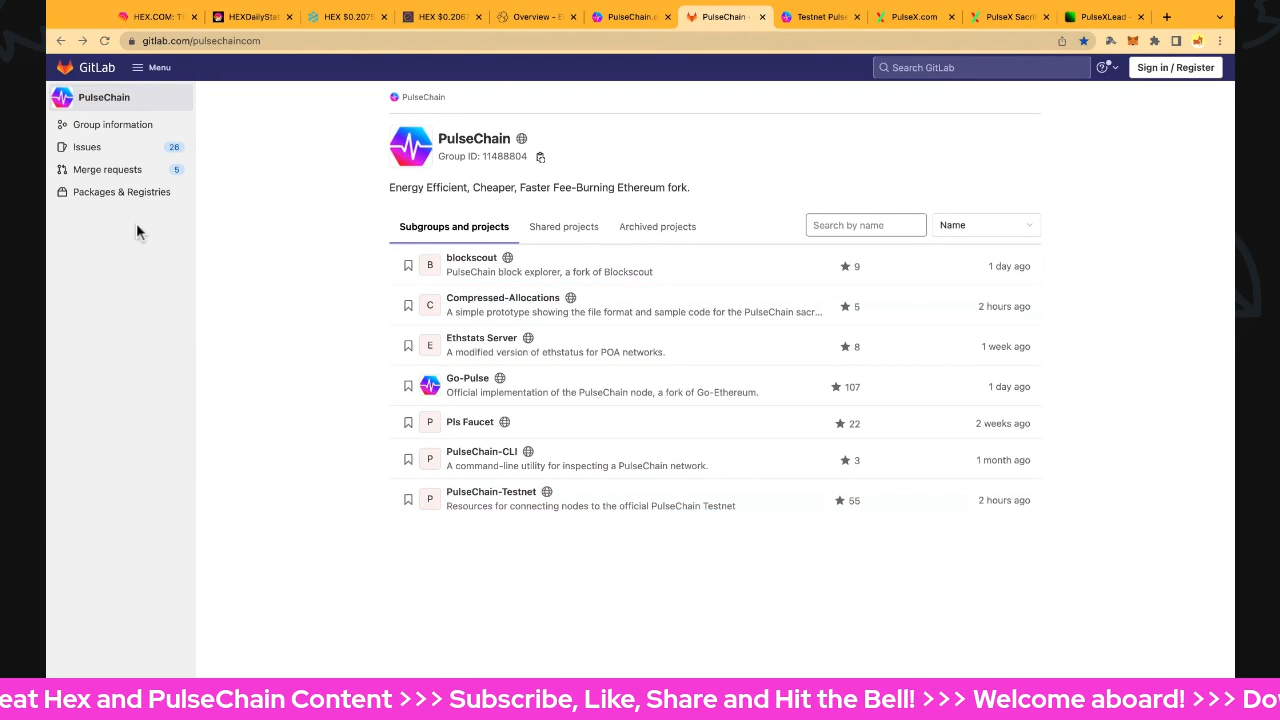 HEX.COM: T
HEXDailySta
HEX $0.2075
HEX $0.2067
Overview - E
PulseChain.c
PulseChain ·
Testnet Pulse
PulseX.com
PulseX Sacrif
PulseXLead -
gitlab.com/pulsechaincom
GitLab
Menu
Search GitLab
Sign in / Register
PulseChain
Group information
Issues 26
Merge requests 5
Packages & Registries
PulseChain
PulseChain
Group ID: 11488804
Energy Efficient, Cheaper, Faster Fee-Burning Ethereum fork.
Subgroups and projects Shared projects Archived projects
Search by name
Name
B blockscout 9 1 day ago
PulseChain block explorer, a fork of Blockscout
C Compressed-Allocations 5 2 hours ago
A simple prototype showing the file format and sample code for the PulseChain sacr...
E Ethstats Server 8 1 week ago
A modified version of ethstatus for POA networks.
Go-Pulse 107 1 day ago
Official implementation of the PulseChain node, a fork of Go-Ethereum.
P Pls Faucet 22 2 weeks ago
P PulseChain-CLI 3 1 month ago
A command-line utility for inspecting a PulseChain network.
P PulseChain-Testnet 55 2 hours ago
Resources for connecting nodes to the official PulseChain Testnet
eat Hex and PulseChain Content >>> Subscribe, Like, Share and Hit the Bell! >>> Welcome aboard! >>> Do